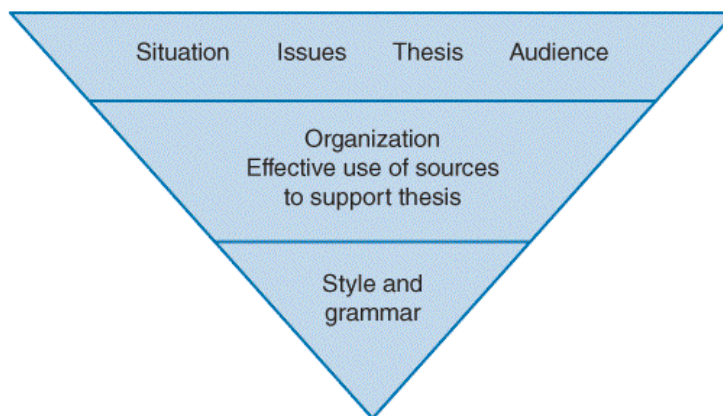 Situation Issues Thesis Audience
Organization
Effective use of sources
to support thesis
Style and
grammar